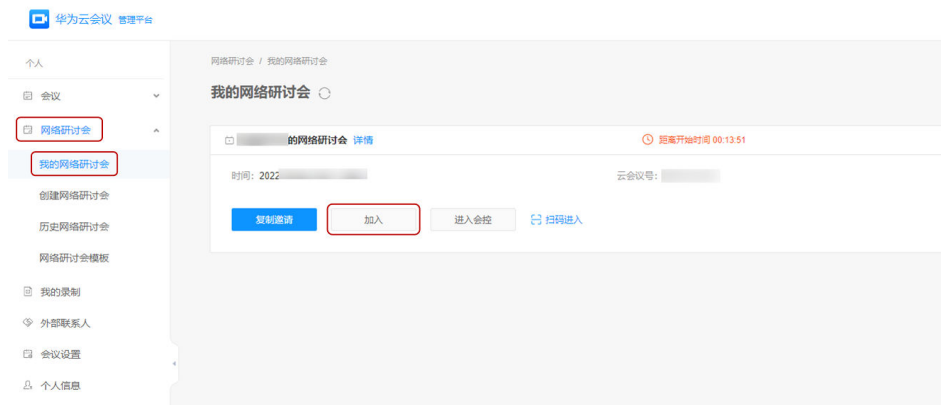 华为云会议 管理平台
个人
会议
网络研讨会
我的网络研讨会
创建网络研讨会
历史网络研讨会
网络研讨会模板
我的录制
外部联系人
会议设置
个人信息
网络研讨会 / 我的网络研讨会
我的网络研讨会
的网络研讨会 详情
距离开始时间 00:13:51
时间：2022
云会议号：
复制邀请 加入 进入会控 扫码进入